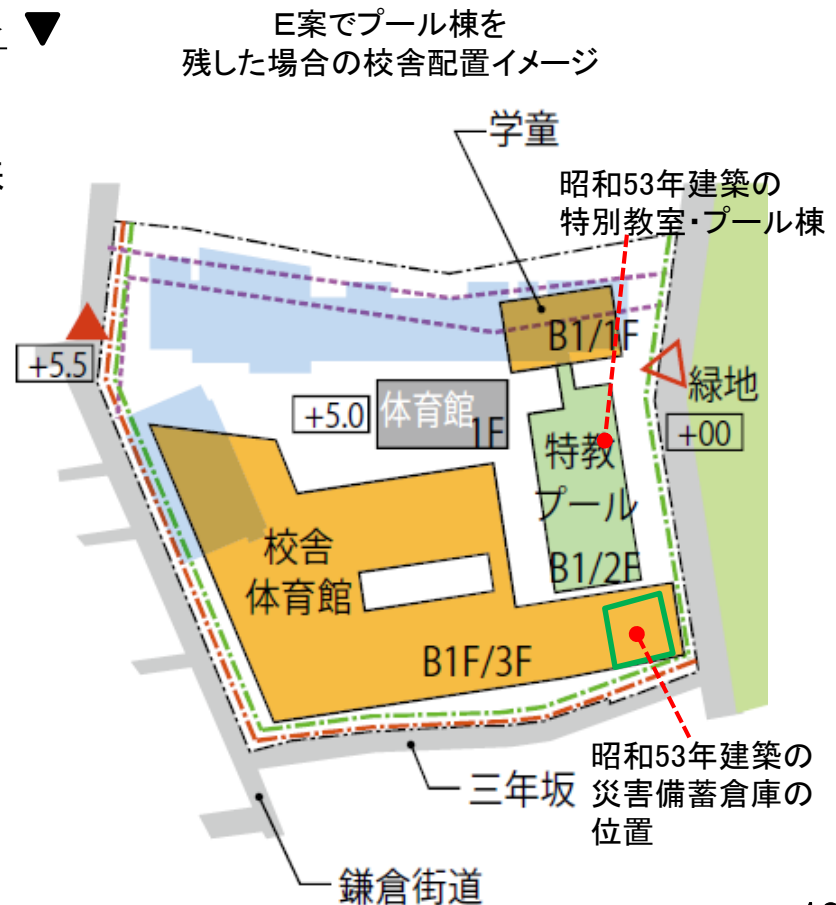 ▼
E案でプール棟を
残した場合の校舎配置イメージ
学童
昭和53年建築の
特別教室・プール棟
B1/1F
+5.5
緑地
+5.0
体育館
1F
+00
特教
プール
B1/2F
校舎
体育館
B1F/3F
昭和53年建築の
災害備蓄倉庫の
位置
三年坂
鎌倉街道